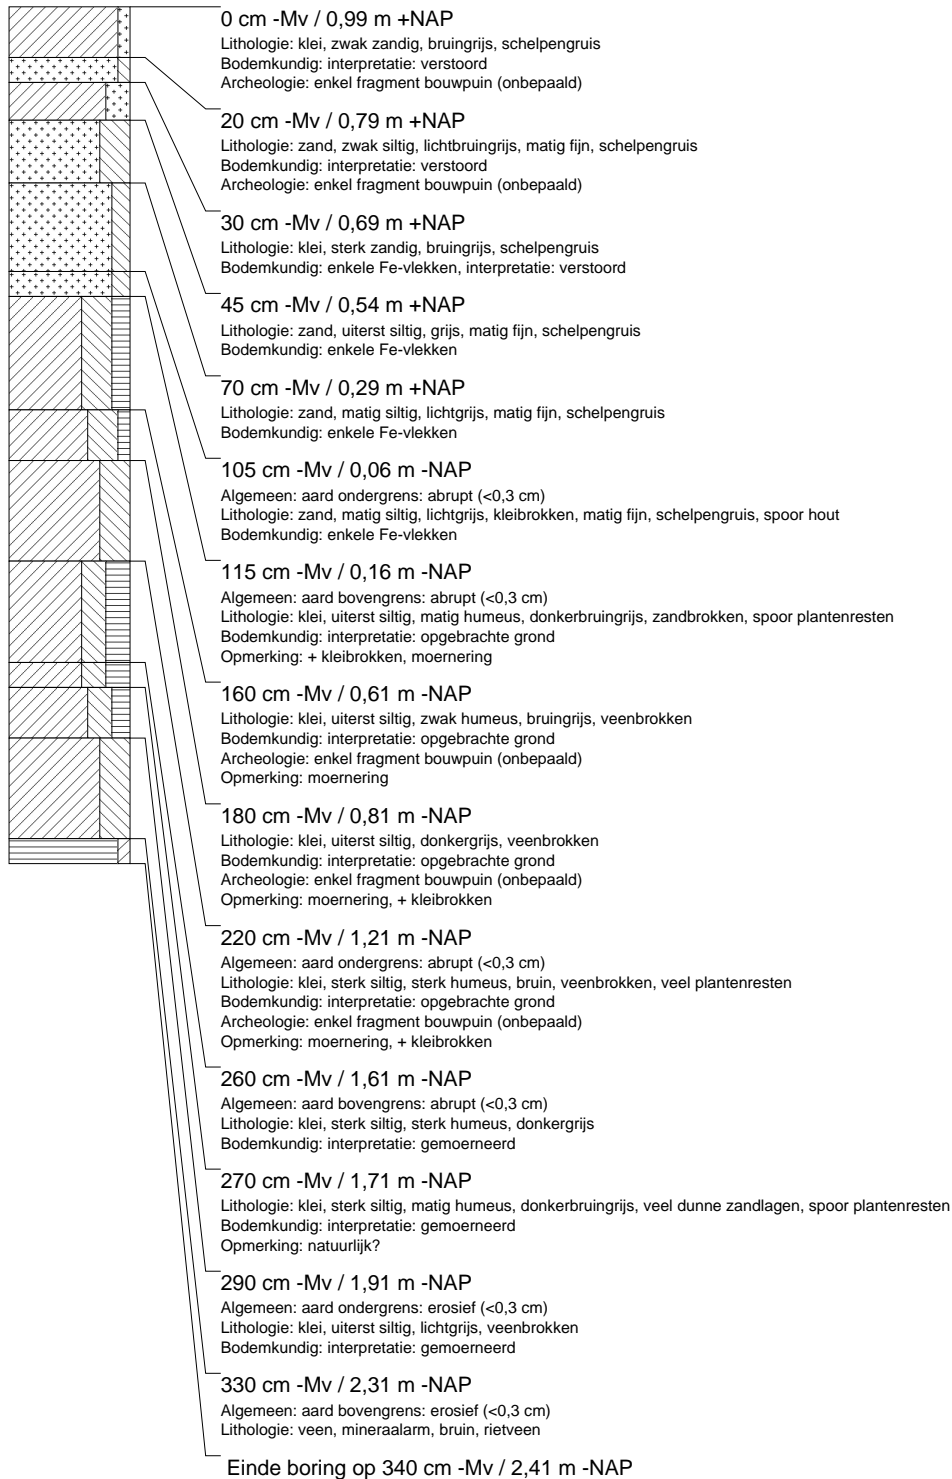 0 cm -Mv / 0,99 m +NAP
Lithologie: klei, zwak zandig, bruingrijs, schelpengruis
Bodemkundig: interpretatie: verstoord
Archeologie: enkel fragment bouwpuin (onbepaald)
20 cm -Mv / 0,79 m +NAP
Lithologie: zand, zwak siltig, lichtbruingrijs, matig fijn, schelpengruis
Bodemkundig: interpretatie: verstoord
Archeologie: enkel fragment bouwpuin (onbepaald)
30 cm -Mv / 0,69 m +NAP
Lithologie: klei, sterk zandig, bruingrijs, schelpengruis
Bodemkundig: enkele Fe-vlekken, interpretatie: verstoord
45 cm -Mv / 0,54 m +NAP
Lithologie: zand, uiterst siltig, grijs, matig fijn, schelpengruis
Bodemkundig: enkele Fe-vlekken
70 cm -Mv / 0,29 m +NAP
Lithologie: zand, matig siltig, lichtgrijs, matig fijn, schelpengruis
Bodemkundig: enkele Fe-vlekken
105 cm -Mv / 0,06 m -NAP
Algemeen: aard ondergrens: abrupt (<0,3 cm)
Lithologie: zand, matig siltig, lichtgrijs, kleibrokken, matig fijn, schelpengruis, spoor hout
Bodemkundig: enkele Fe-vlekken
115 cm -Mv / 0,16 m -NAP
Algemeen: aard bovengrens: abrupt (<0,3 cm)
Lithologie: klei, uiterst siltig, matig humeus, donkerbruingrijs, zandbrokken, spoor plantenresten
Bodemkundig: interpretatie: opgebrachte grond
Opmerking: + kleibrokken, moernering
160 cm -Mv / 0,61 m -NAP
Lithologie: klei, uiterst siltig, zwak humeus, bruingrijs, veenbrokken
Bodemkundig: interpretatie: opgebrachte grond
Archeologie: enkel fragment bouwpuin (onbepaald)
Opmerking: moernering
180 cm -Mv / 0,81 m -NAP
Lithologie: klei, uiterst siltig, donkergrijs, veenbrokken
Bodemkundig: interpretatie: opgebrachte grond
Archeologie: enkel fragment bouwpuin (onbepaald)
Opmerking: moernering, + kleibrokken
220 cm -Mv / 1,21 m -NAP
Algemeen: aard ondergrens: abrupt (<0,3 cm)
Lithologie: klei, sterk siltig, sterk humeus, bruin, veenbrokken, veel plantenresten
Bodemkundig: interpretatie: opgebrachte grond
Archeologie: enkel fragment bouwpuin (onbepaald)
Opmerking: moernering, + kleibrokken
260 cm -Mv / 1,61 m -NAP
Algemeen: aard bovengrens: abrupt (<0,3 cm)
Lithologie: klei, sterk siltig, sterk humeus, donkergrijs
Bodemkundig: interpretatie: gemoerneerd
270 cm -Mv / 1,71 m -NAP
Lithologie: klei, sterk siltig, matig humeus, donkerbruingrijs, veel dunne zandlagen, spoor plantenresten
Bodemkundig: interpretatie: gemoerneerd
Opmerking: natuurlijk?
290 cm -Mv / 1,91 m -NAP
Algemeen: aard ondergrens: erosief (<0,3 cm)
Lithologie: klei, uiterst siltig, lichtgrijs, veenbrokken
Bodemkundig: interpretatie: gemoerneerd
330 cm -Mv / 2,31 m -NAP
Algemeen: aard bovengrens: erosief (<0,3 cm)
Lithologie: veen, mineraalarm, bruin, rietveen
Einde boring op 340 cm -Mv / 2,41 m -NAP